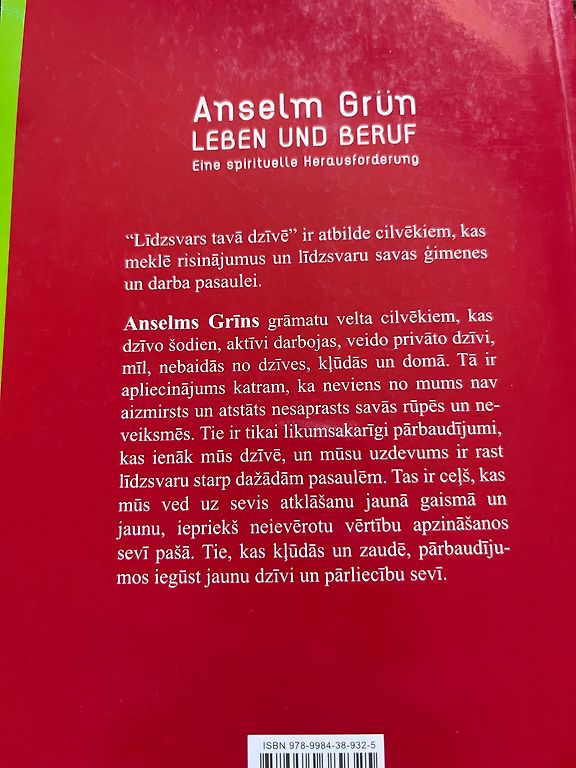 Anselm Grün
LEBEN UND BERUF
Eine spirituelle Herausforderung
“Līdzsvars tavā dzīvē” ir atbilde cilvēkiem, kas
meklē risinājumus un līdzsvaru savas ģimenes
un darba pasaulei.
Anselms Grīns grāmatu velta cilvēkiem, kas
dzīvo šodien, aktīvi darbojas, veido privāto dzīvi,
mīl, nebaidās no dzīves, kļūdās un domā. Tā ir
apliecinājums katram, ka neviens no mums nav
aizmirsts un atstāts nesaprasts savās rūpēs un ne-
veiksmēs. Tie ir tikai likumsakarīgi pārbaudījumi,
kas ienāk mūs dzīvē, un mūsu uzdevums ir rast
līdzsvaru starp dažādām pasaulēm. Tas ir ceļš, kas
mūs ved uz sevis atklāšanu jaunā gaismā un
jaunu, iepriekš neievērotu vērtību apzināšanos
sevī pašā. Tie, kas kļūdās un zaudē, pārbaudīju-
mos iegūst jaunu dzīvi un pārliecību sevī.
ISBN 978-9984-38-932-5